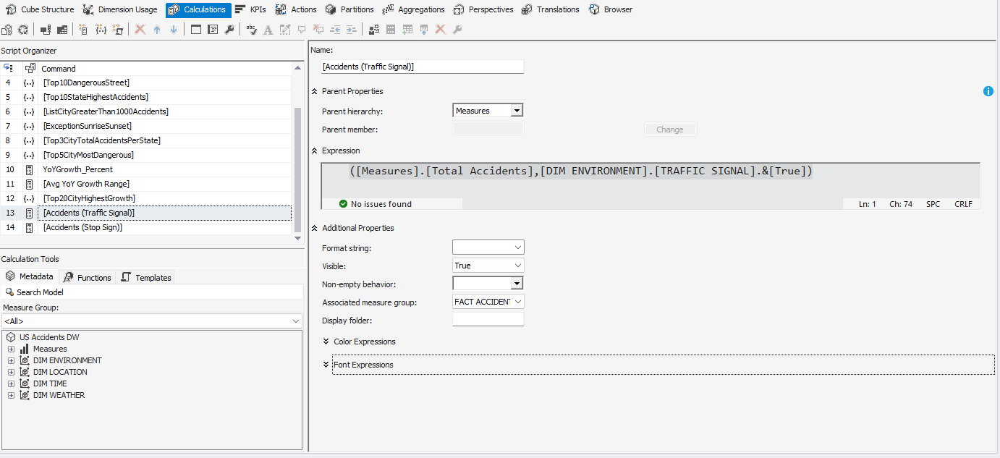 Cube Structure Dimension Usage Calculations KPIs Actions Partitions Aggregations Perspectives Translations Browser
Script Organizer
Command
4 {..} [Top10DangerousStreet]
5 {..} [Top10StateHighestAccidents]
6 {..} [ListCityGreaterThan1000Accidents]
7 {..} [ExceptionSunriseSunset]
8 {..} [Top3CityTotalAccidentsPerState]
9 {..} [Top5CityMostDangerous]
10 YoYGrowth_Percent
11 [Avg YoY Growth Range]
12 {..} [Top20CityHighestGrowth]
13 [Accidents (Traffic Signal)]
14 [Accidents (Stop Sign)]
Calculation Tools
Metadata Functions Templates
Search Model
Measure Group:
<All>
US Accidents DW
Measures
DIM ENVIRONMENT
DIM LOCATION
DIM TIME
DIM WEATHER
Name:
[Accidents (Traffic Signal)]
Parent Properties
Parent hierarchy: Measures
Parent member: Change
Expression
([Measures].[Total Accidents],[DIM ENVIRONMENT].[TRAFFIC SIGNAL].&[True])
No issues found Ln: 1 Ch: 74 SPC CRLF
Additional Properties
Format string:
Visible: True
Non-empty behavior:
Associated measure group: FACT ACCIDENT
Display folder:
Color Expressions
Font Expressions